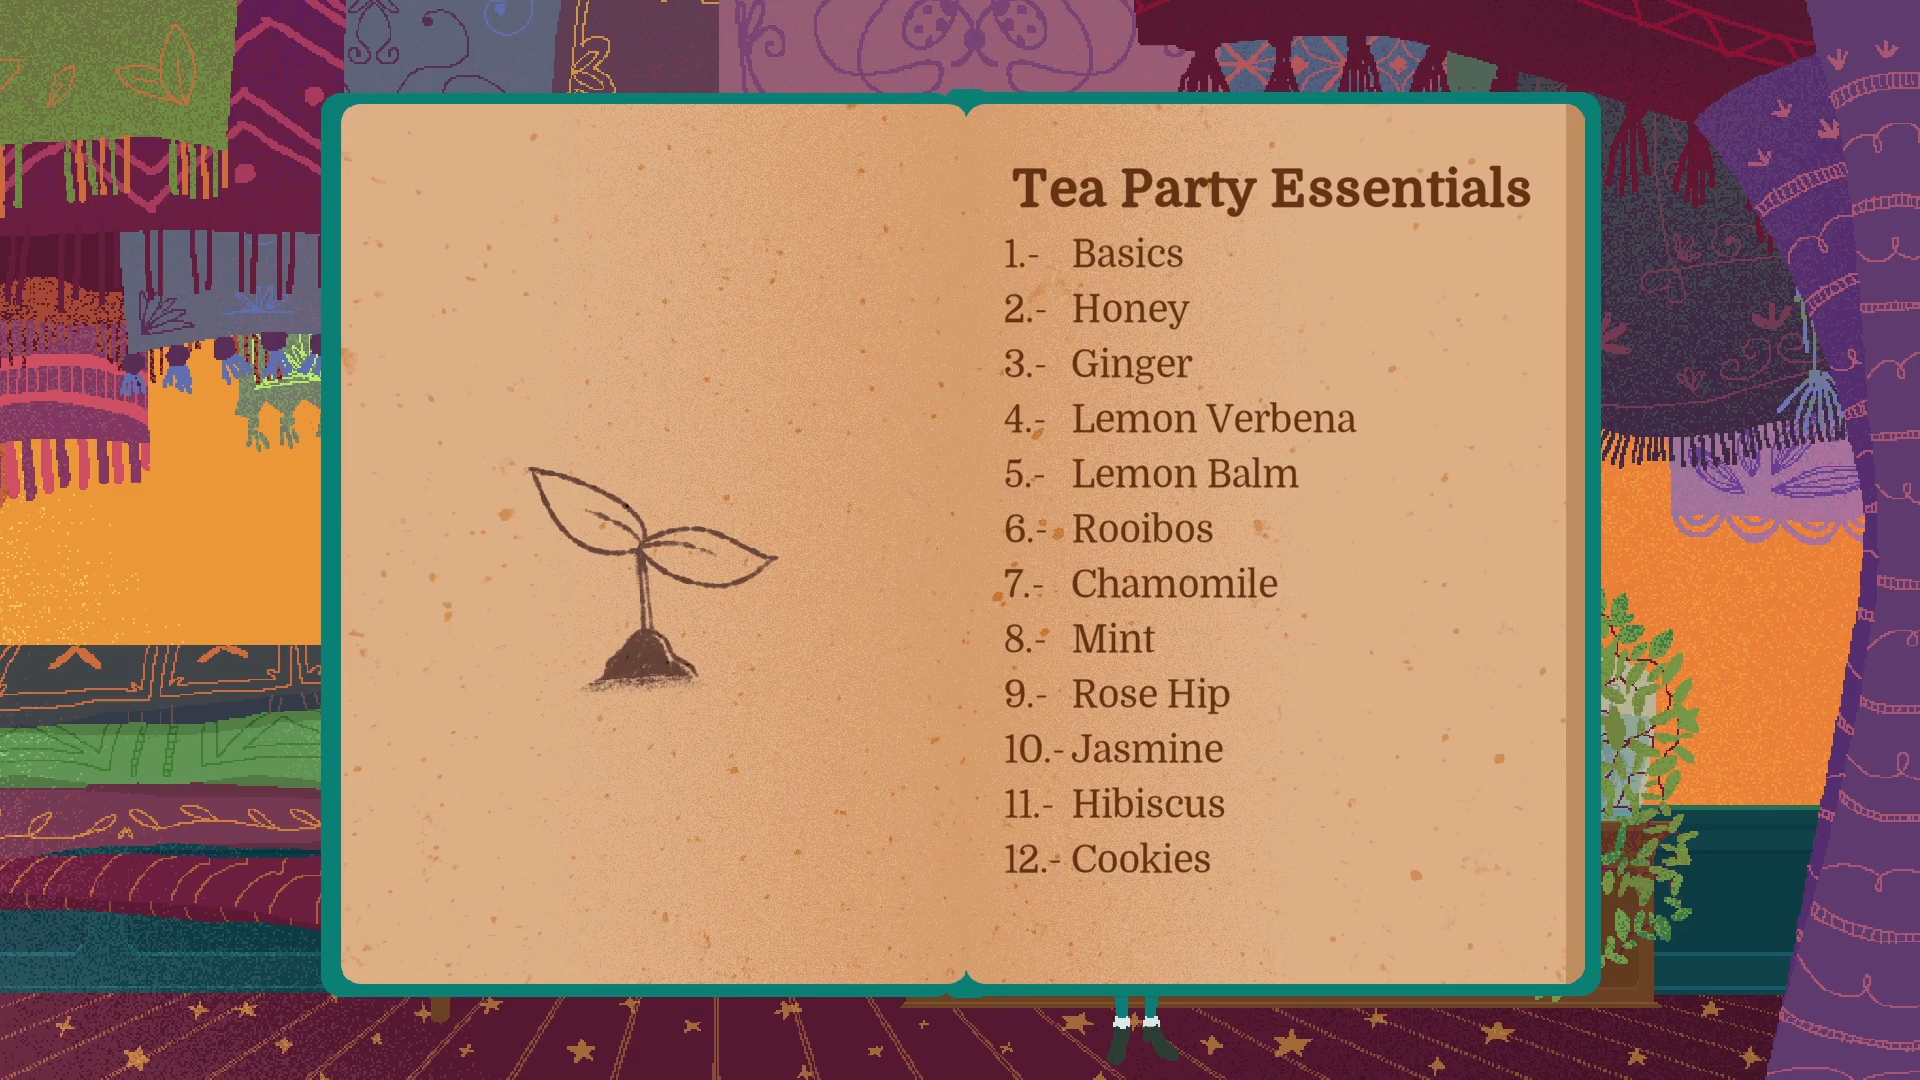 Tea Party Essentials
1.- Basics
2.- Honey
3.- Ginger
4.- Lemon Verbena
5.- Lemon Balm
6.- Rooibos
7.- Chamomile
8.- Mint
9.- Rose Hip
10.- Jasmine
11.- Hibiscus
12.- Cookies